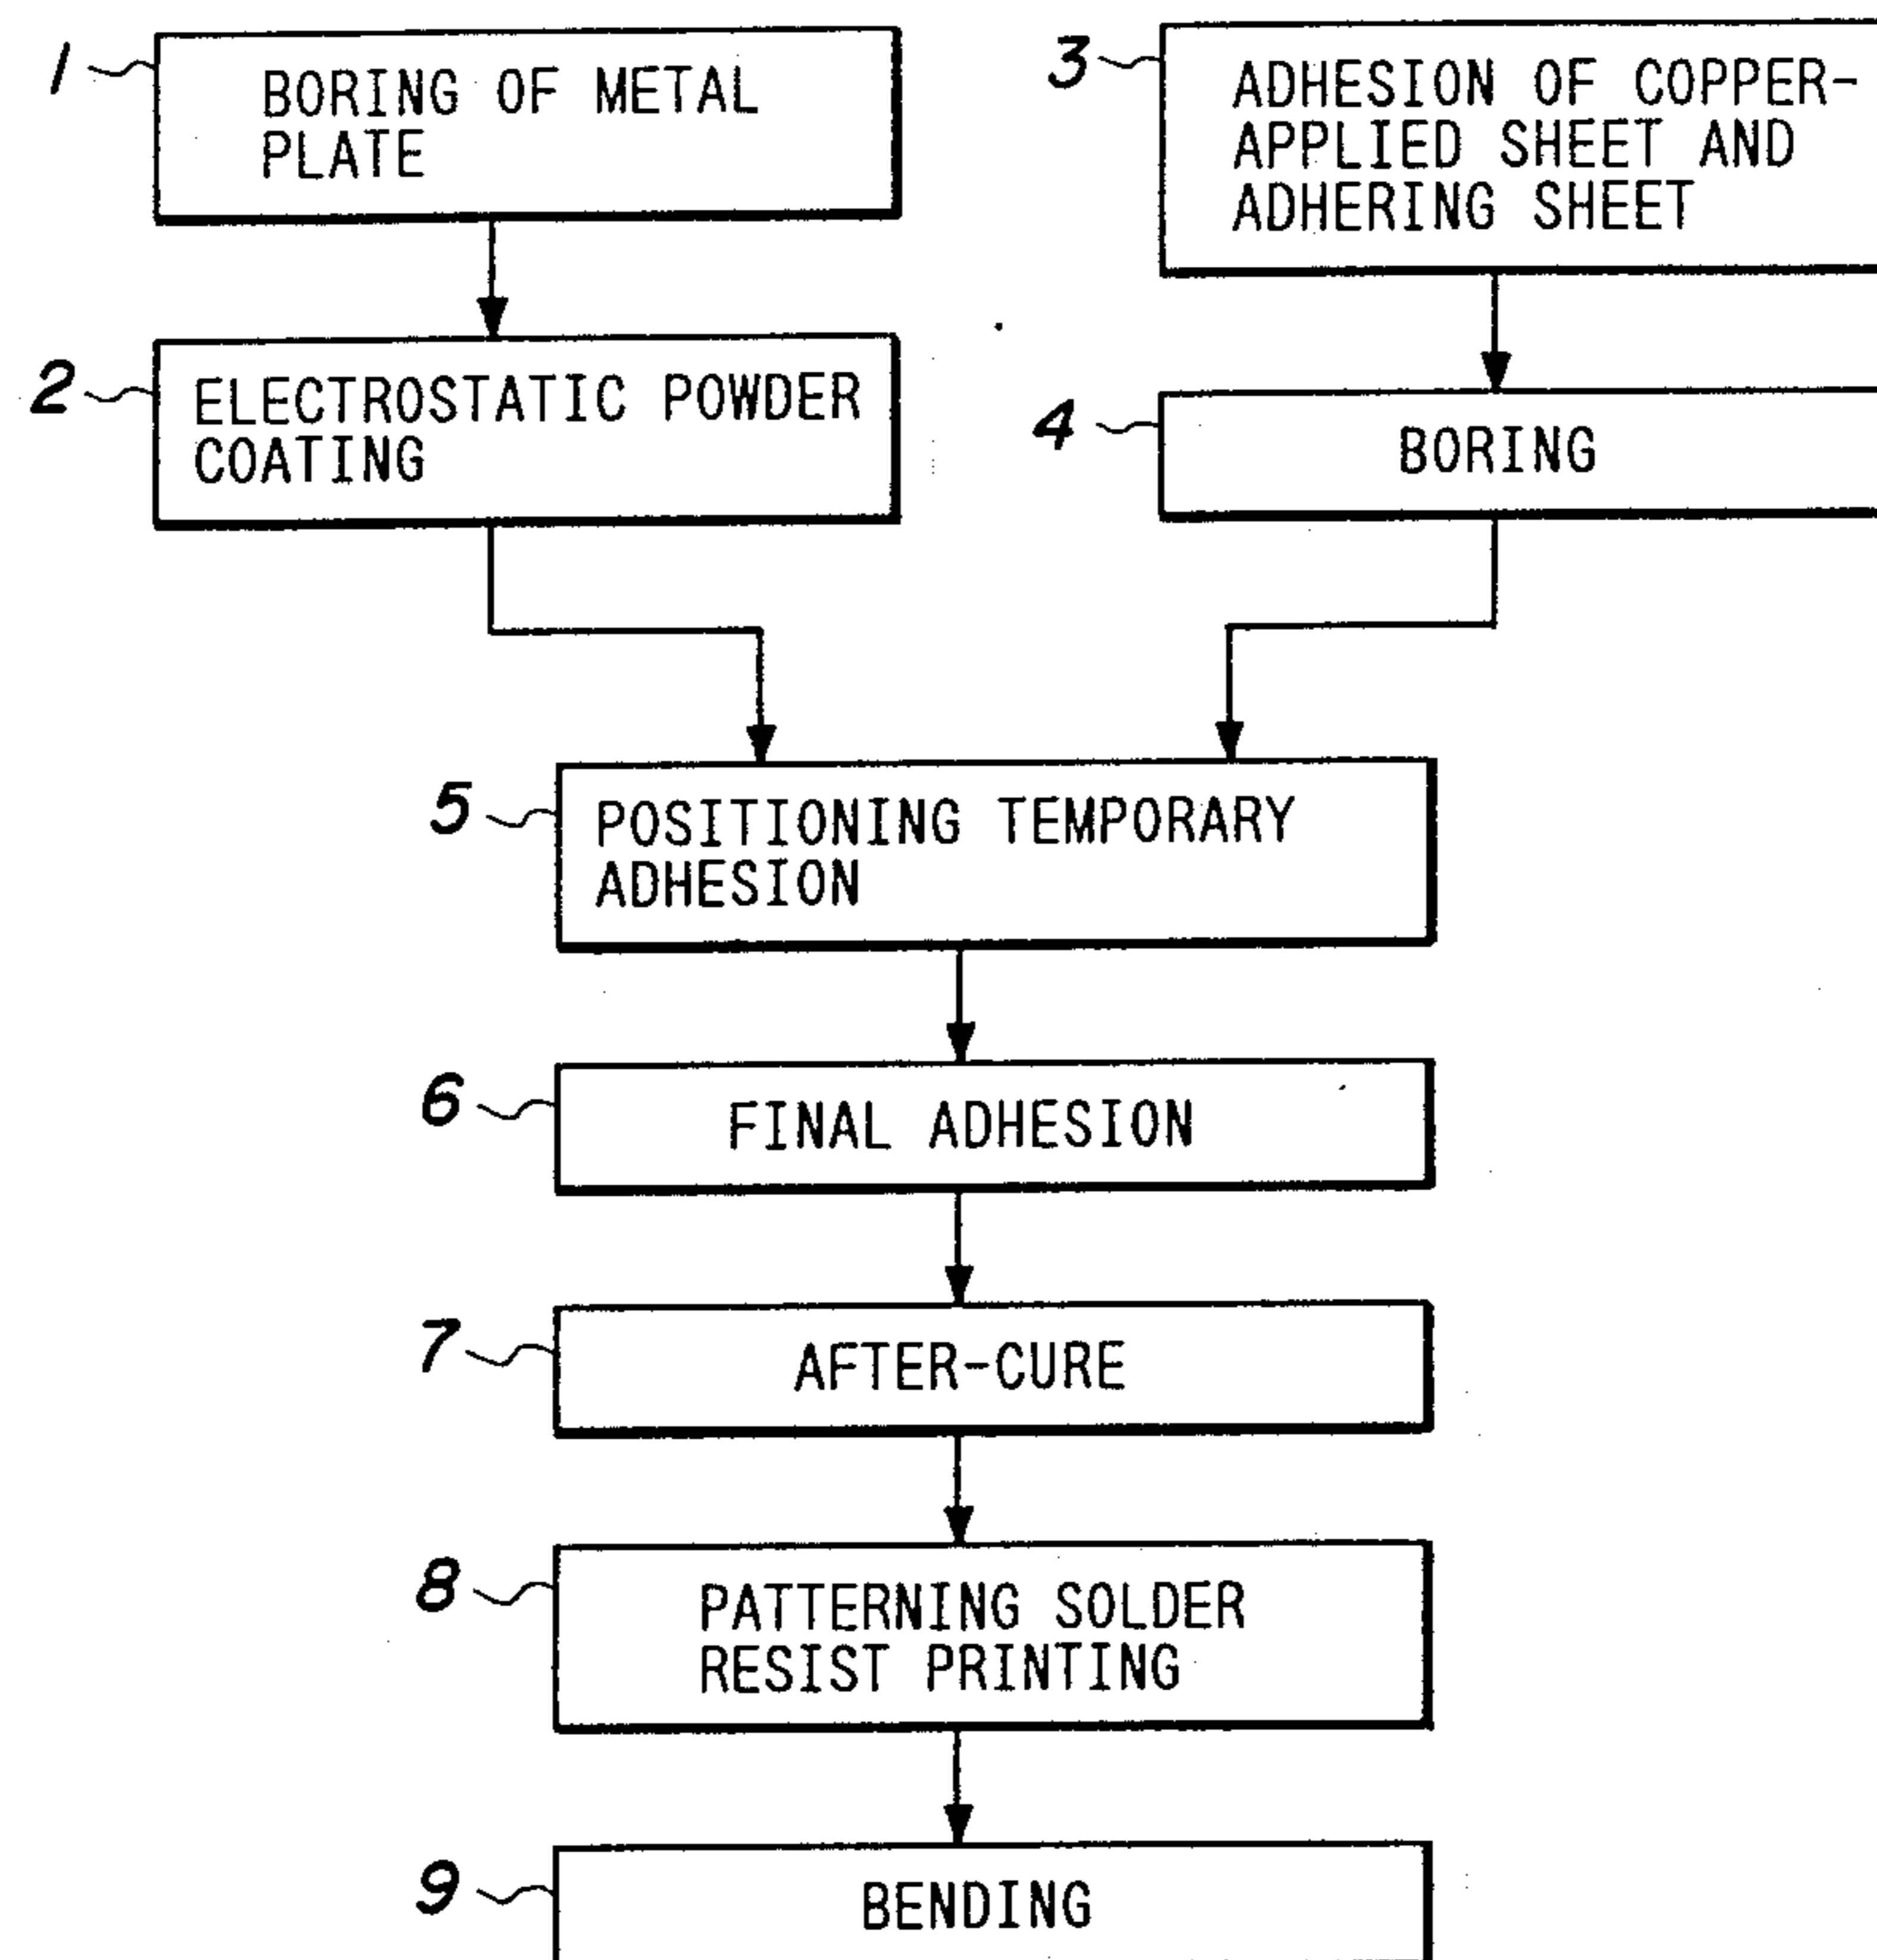 1
BORING OF METAL
PLATE
2
ELECTROSTATIC POWDER
COATING
3
ADHESION OF COPPER-
APPLIED SHEET AND
ADHERING SHEET
4
BORING
5
POSITIONING TEMPORARY
ADHESION
6
FINAL ADHESION
7
AFTER-CURE
8
PATTERNING SOLDER
RESIST PRINTING
9
BENDING